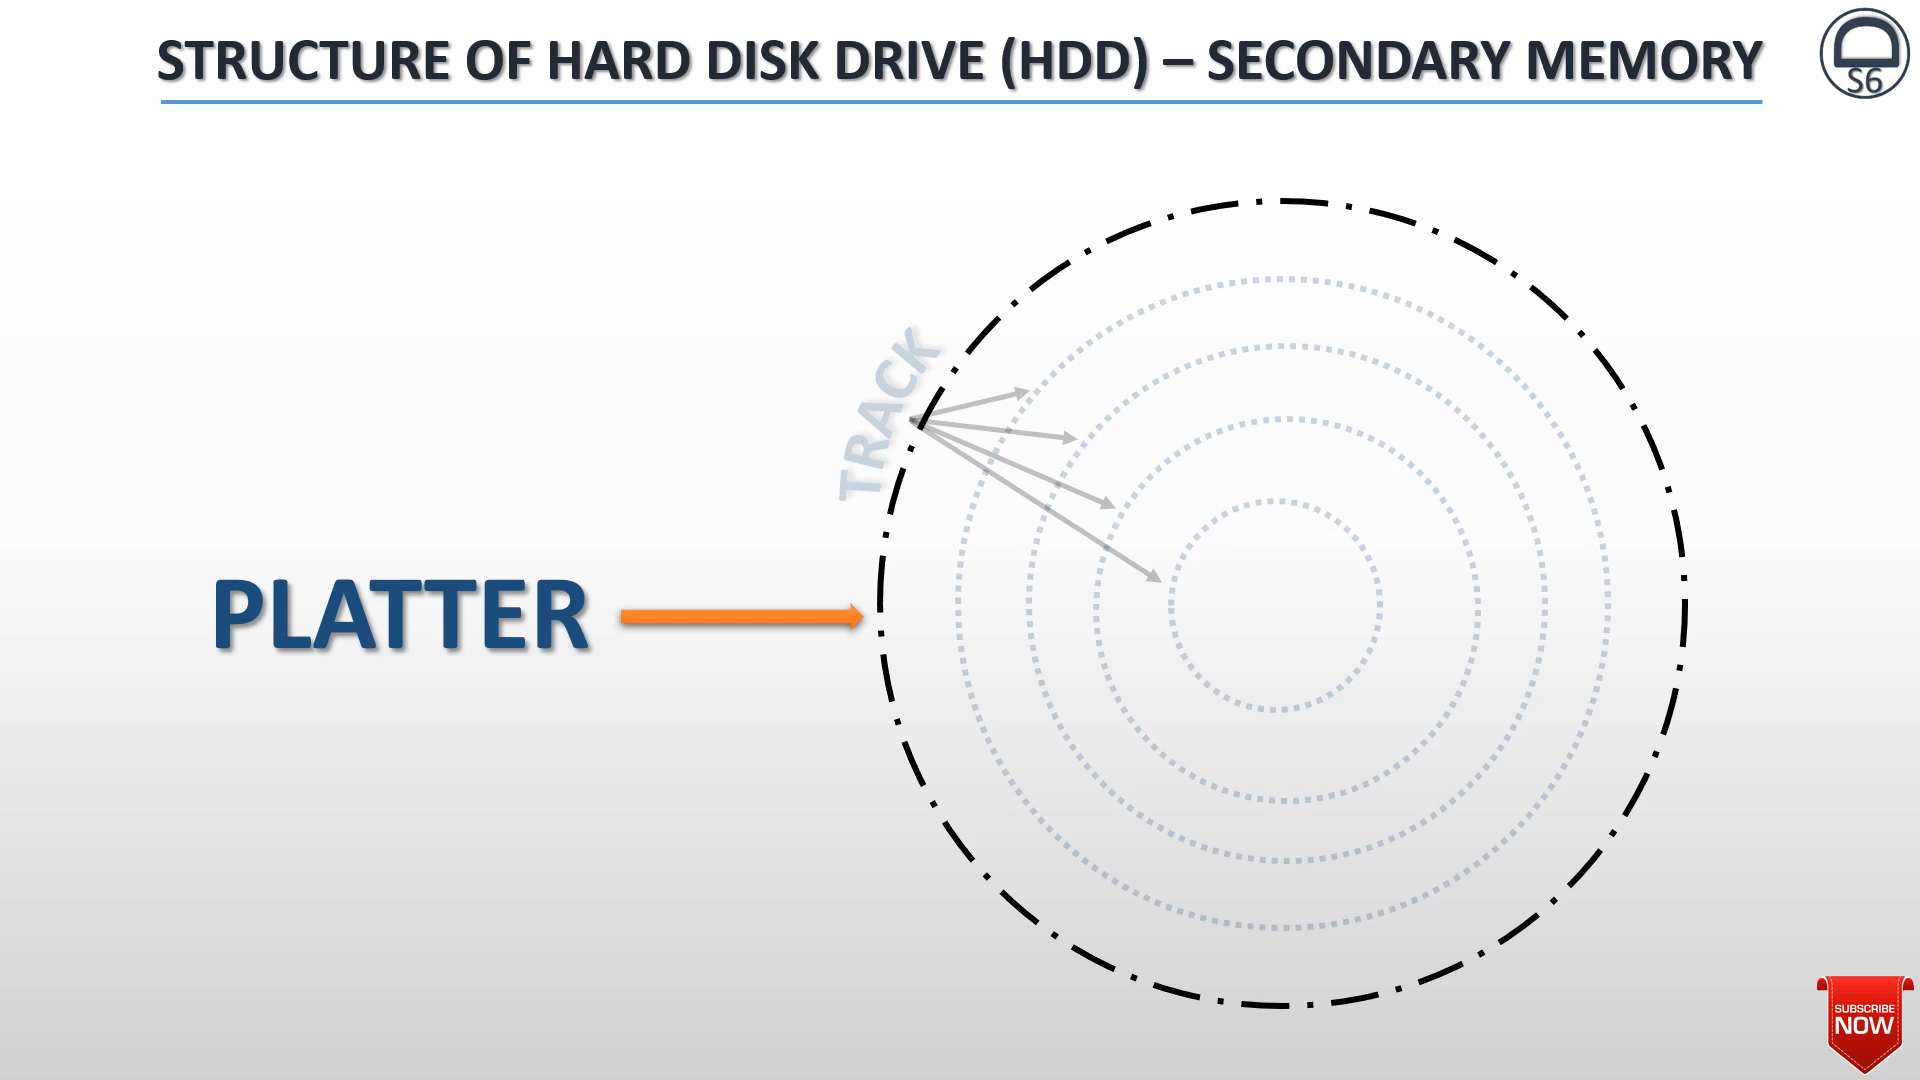 STRUCTURE OF HARD DISK DRIVE (HDD) – SECONDARY MEMORY
S6
TRACK
PLATTER
SUBSCRIBE
NOW